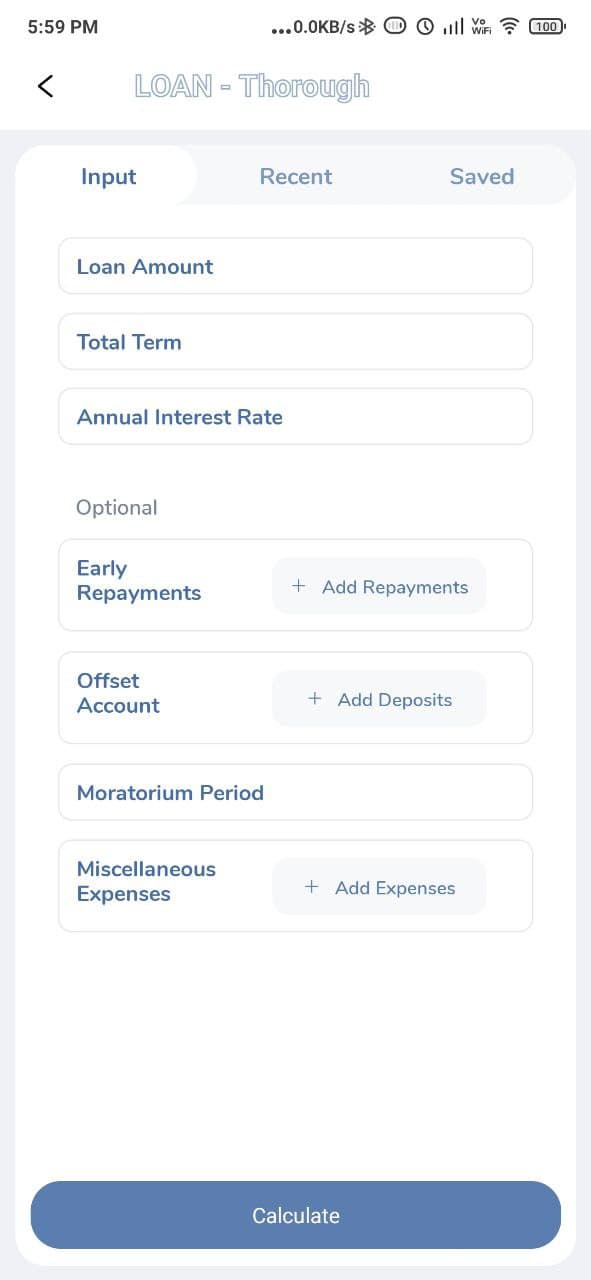 5:59 PM
...0.0KB/s
Vo
WiFi
100
LOAN - Thorough
Input
Recent
Saved
Loan Amount
Total Term
Annual Interest Rate
Optional
Early
Repayments
+ Add Repayments
Offset
Account
+ Add Deposits
Moratorium Period
Miscellaneous
Expenses
+ Add Expenses
Calculate